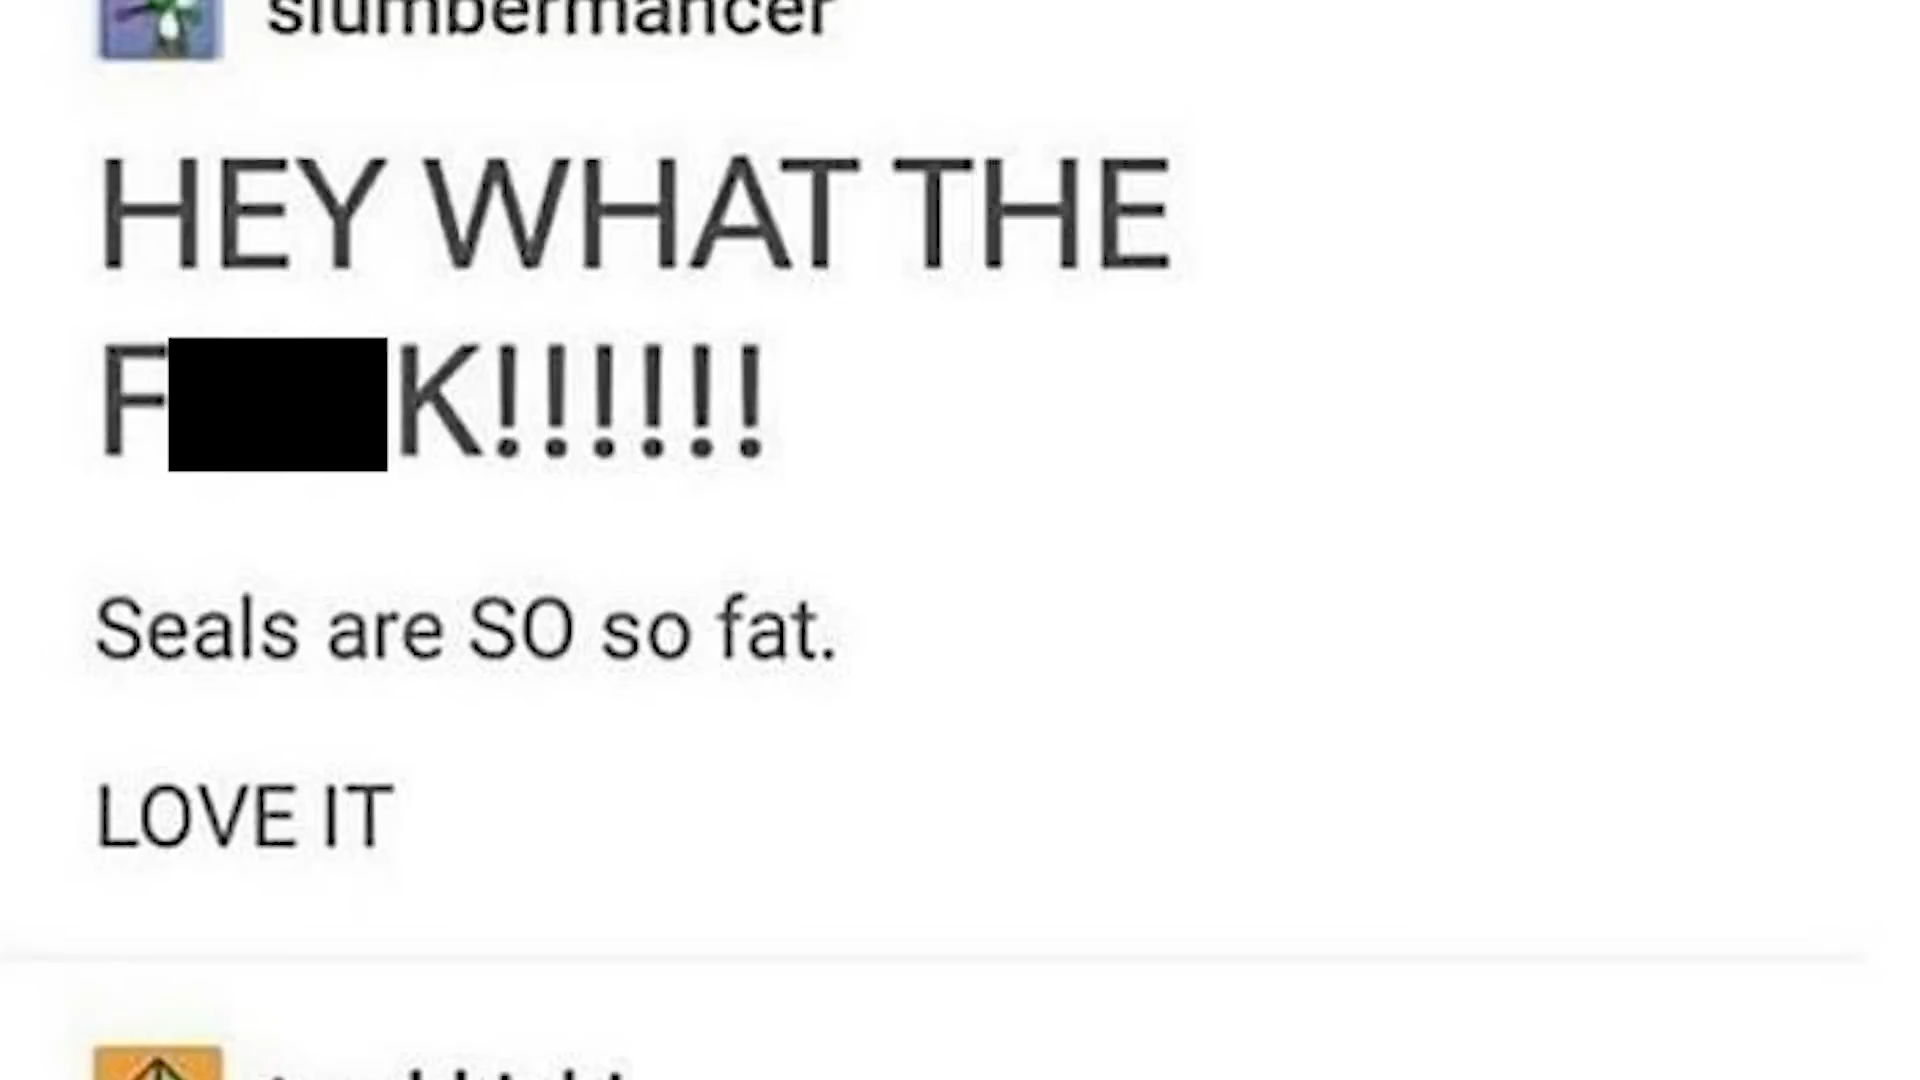 slumbermancer
HEY WHAT THE
F K!!!!!!
Seals are SO so fat.
LOVE IT